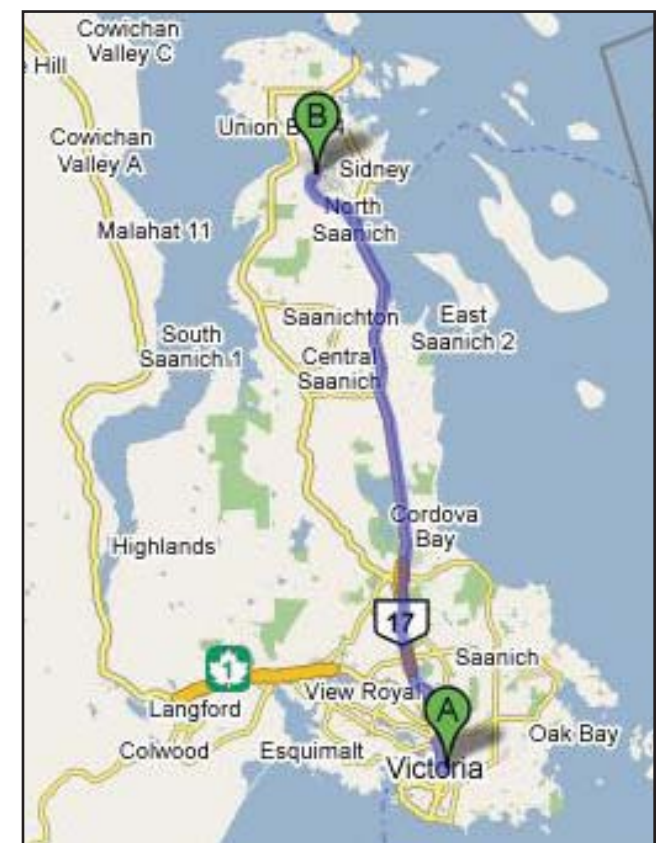 Cowichan
Valley C
Hill
B
Union
Cowichan
Valley A
Sidney
North
Saanich
Malahat 11
Saanichton
East
Saanich 2
South
Saanich 1
Central
Saanich
Cordova
Bay
Highlands
17
1
Saanich
View Royal
A
Langford
Oak Bay
Colwood
Esquimalt
Victoria